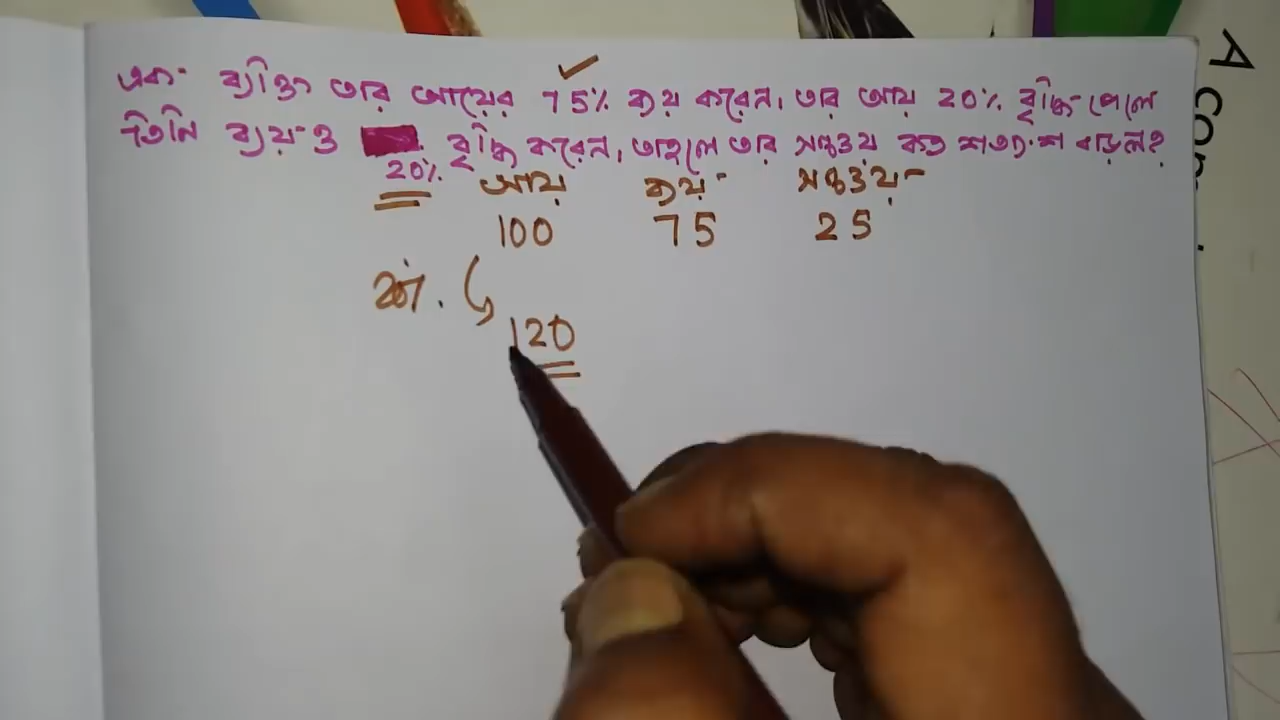 এক ব্যক্তি তার আয়ের 75% ব্যয় করেন, তার আয় 20% বৃদ্ধি পেলে
তিনি ব্যয়ও বৃদ্ধি করেন, তাহলে তার সঞ্চয় কত শতাংশ বাড়ল?
20%.
আয় ব্যয় সঞ্চয়
100 75 25
120
A